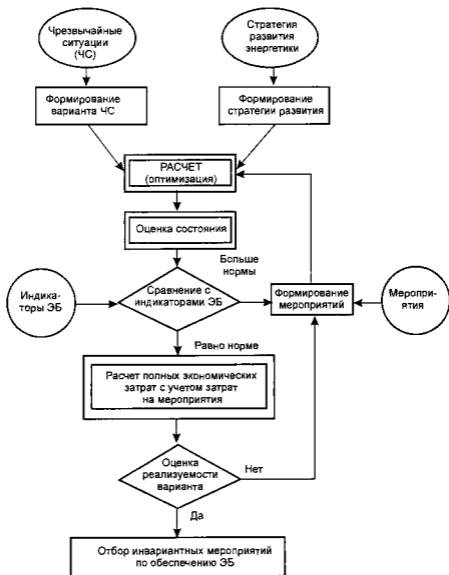 Чрезвычайные
ситуации
(ЧС)
Стратегия
развития
энергетики
Формирование
варианта ЧС
Формирование
стратегии развития
РАСЧЕТ
(оптимизация)
Оценка состояния
Больше
нормы
Индика-
торы ЭБ
Сравнение с
индикаторами ЭБ
Формирование
мероприятий
Меропри-
ятия
Равно норме
Расчет полных экономических
затрат с учетом затрат
на мероприятия
Оценка
реализуемости
варианта
Нет
Да
Отбор инвариантных мероприятий
по обеспечению ЭБ